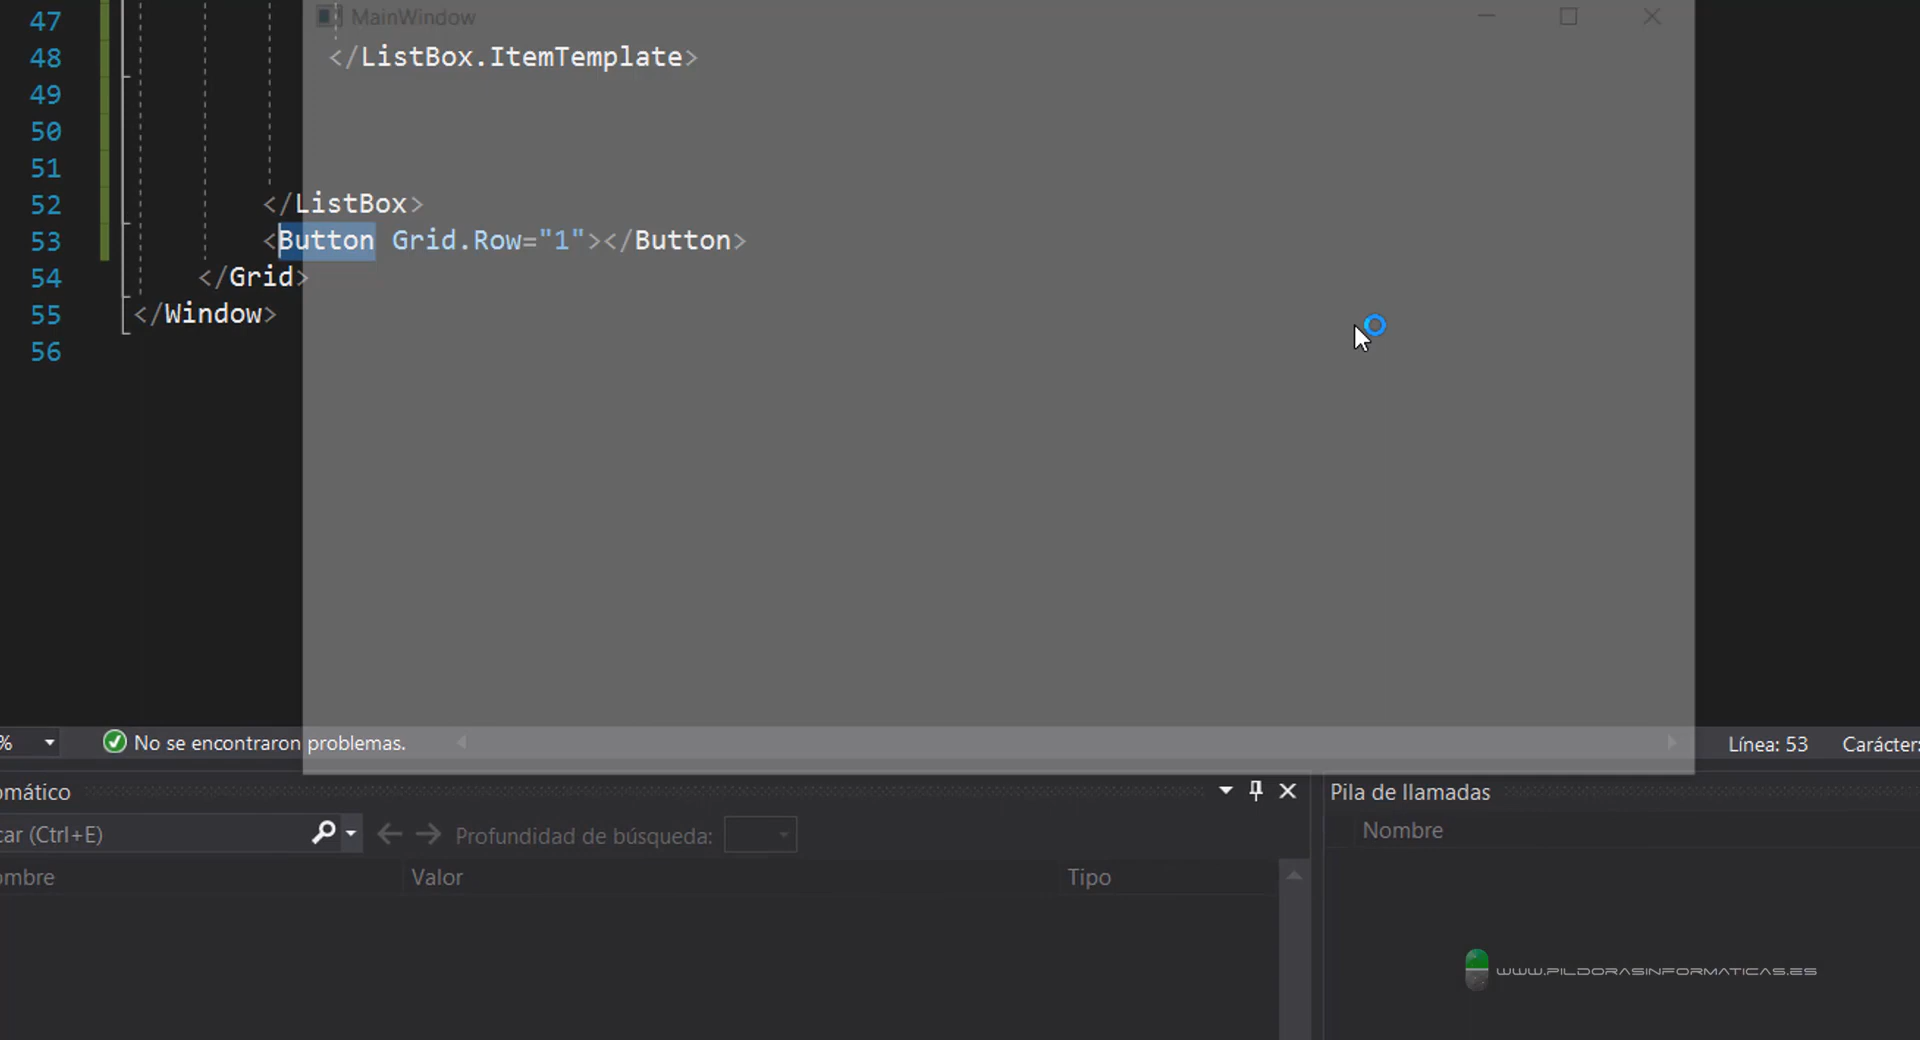 MainWindow
47
48 </ListBox.ItemTemplate>
49
50
51
52 </ListBox>
53 <Button Grid.Row="1"></Button>
54 </Grid>
55 </Window>
56
% No se encontraron problemas. Línea: 53 Carácter:
omático Pila de llamadas
car (Ctrl+E) Profundidad de búsqueda: Nombre
ombre Valor Tipo
WWW.PILDORASINFORMATICAS.ES